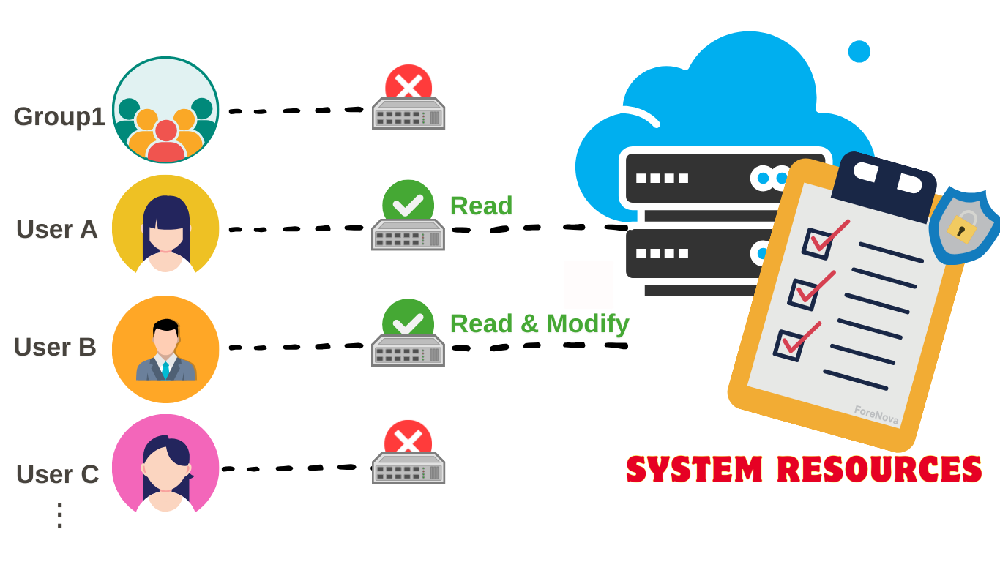 Group1
User A
Read
User B
Read & Modify
User C
⋮
ForeNova
SYSTEM RESOURCES